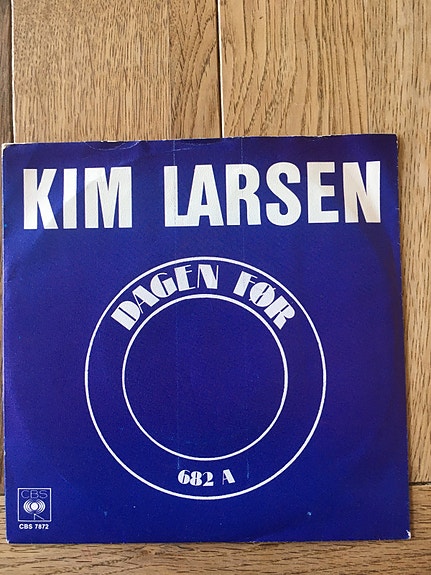 KIM LARSEN
DAGEN FØR
682 A
CBS
CBS 7872